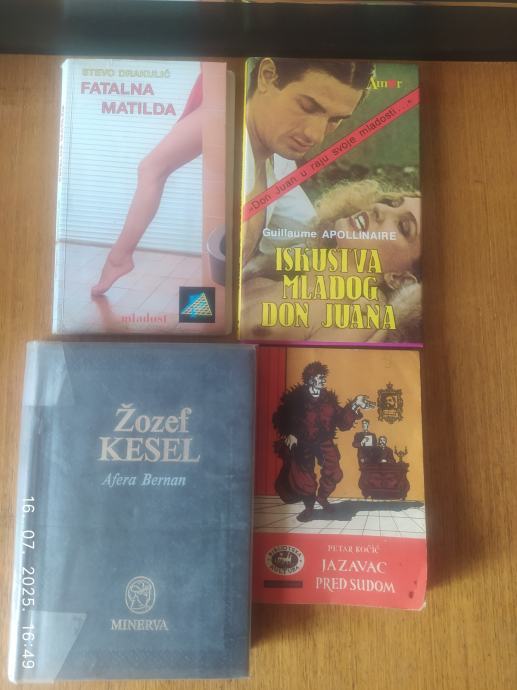 STEVO DRAKULIĆ
FATALNA
MATILDA
mladost
Amor
»Don Juan u raju svoje mladosti...«
Guillaume APOLLINAIRE
ISKUSTVA
MLADOG
DON JUANA
Žozef
KESEL
Afera Bernan
MINERVA
PETAR KOČIĆ
JAZAVAC
PRED SUDOM
16. 07. 2025. 16:49